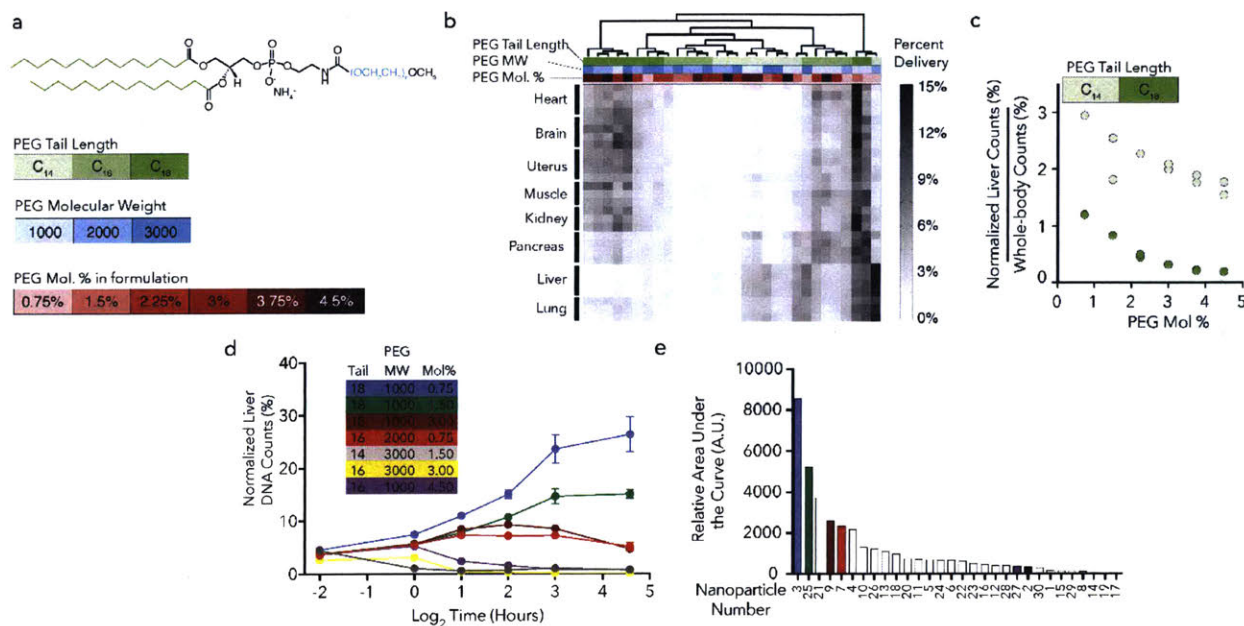 a
O
O
O P O
O
O
H
O
O
H
N
O
(OCH₂CH₂)ₙOCH₃
O
NH₄⁺
PEG Tail Length
C₁₄ C₁₆ C₁₈
PEG Molecular Weight
1000 2000 3000
PEG Mol. % in formulation
0.75% 1.5% 2.25% 3% 3.75% 4.5%
b
PEG Tail Length
PEG MW
PEG Mol. %
Percent
Delivery
Heart
Brain
Uterus
Muscle
Kidney
Pancreas
Liver
Lung
15%
12%
9%
6%
3%
0%
c
PEG Tail Length
C₁₄ C₁₈
Normalized Liver Counts (%)
Whole-body Counts (%)
3
2
1
0
0 1 2 3 4 5
PEG Mol %
d
PEG
Tail MW Mol%
18 1000 0.75
18 1000 1.50
1000 3.00
16 2000 0.75
14 3000 1.50
16 3000 3.00
16 1000 4.50
Normalized Liver
DNA Counts (%)
40
30
20
10
0
-2 -1 0 1 2 3 4 5
Log₂ Time (Hours)
e
Relative Area Under
the Curve (A.U.)
10000
8000
6000
4000
2000
0
Nanoparticle
Number
3 25 21 9 7 4 10 26 13 18 20 11 5 24 6 22 23 16 12 28 27 2 30 1 15 29 8 14 17